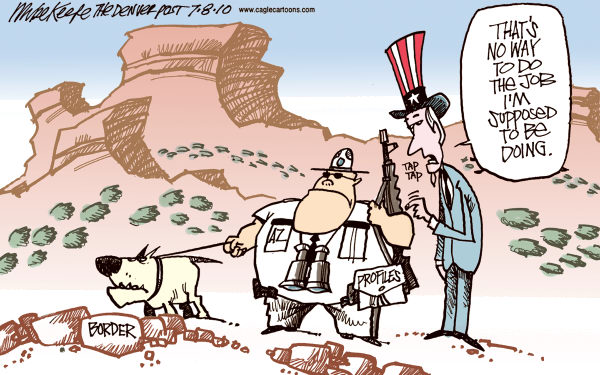 Mike Keefe THE DENVER POST 7-8-10 www.caglecartoons.com
THAT'S
NO WAY
TO DO
THE JOB
I'M
SUPPOSED
TO BE
DOING.
TAP
TAP
AZ
PROFILES
BORDER